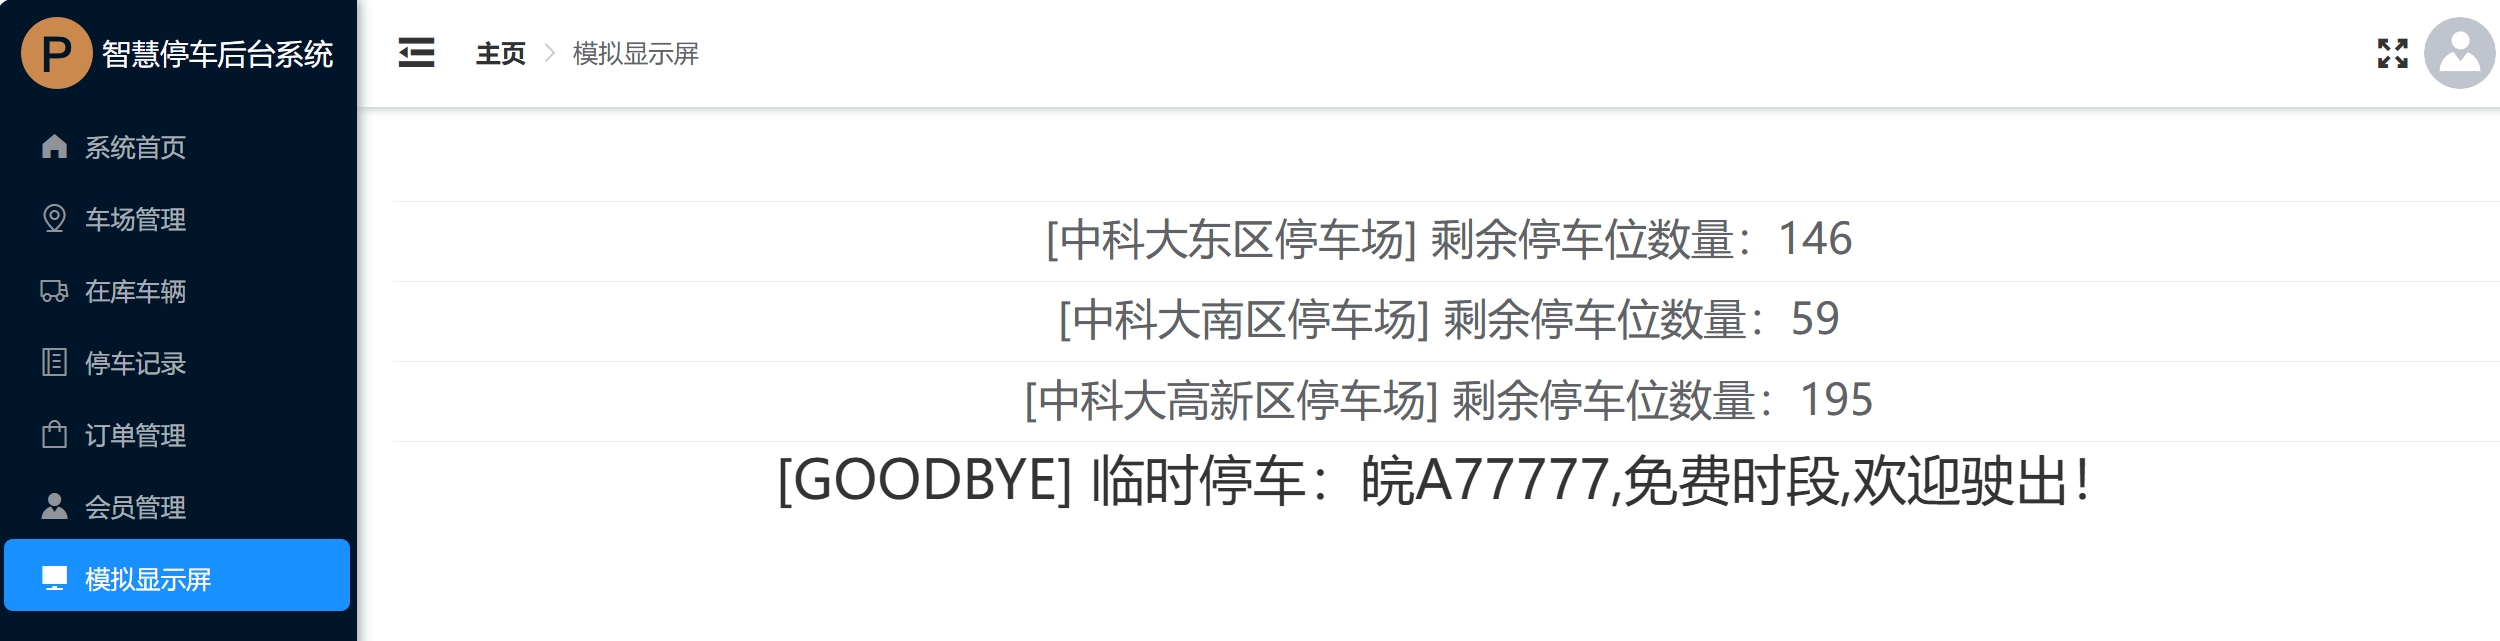 P 智慧停车后台系统
主页 > 模拟显示屏
系统首页
车场管理
在库车辆
停车记录
订单管理
会员管理
模拟显示屏
[中科大东区停车场] 剩余停车位数量：146
[中科大南区停车场] 剩余停车位数量：59
[中科大高新区停车场] 剩余停车位数量：195
[GOODBYE] 临时停车：皖A77777,免费时段,欢迎驶出！